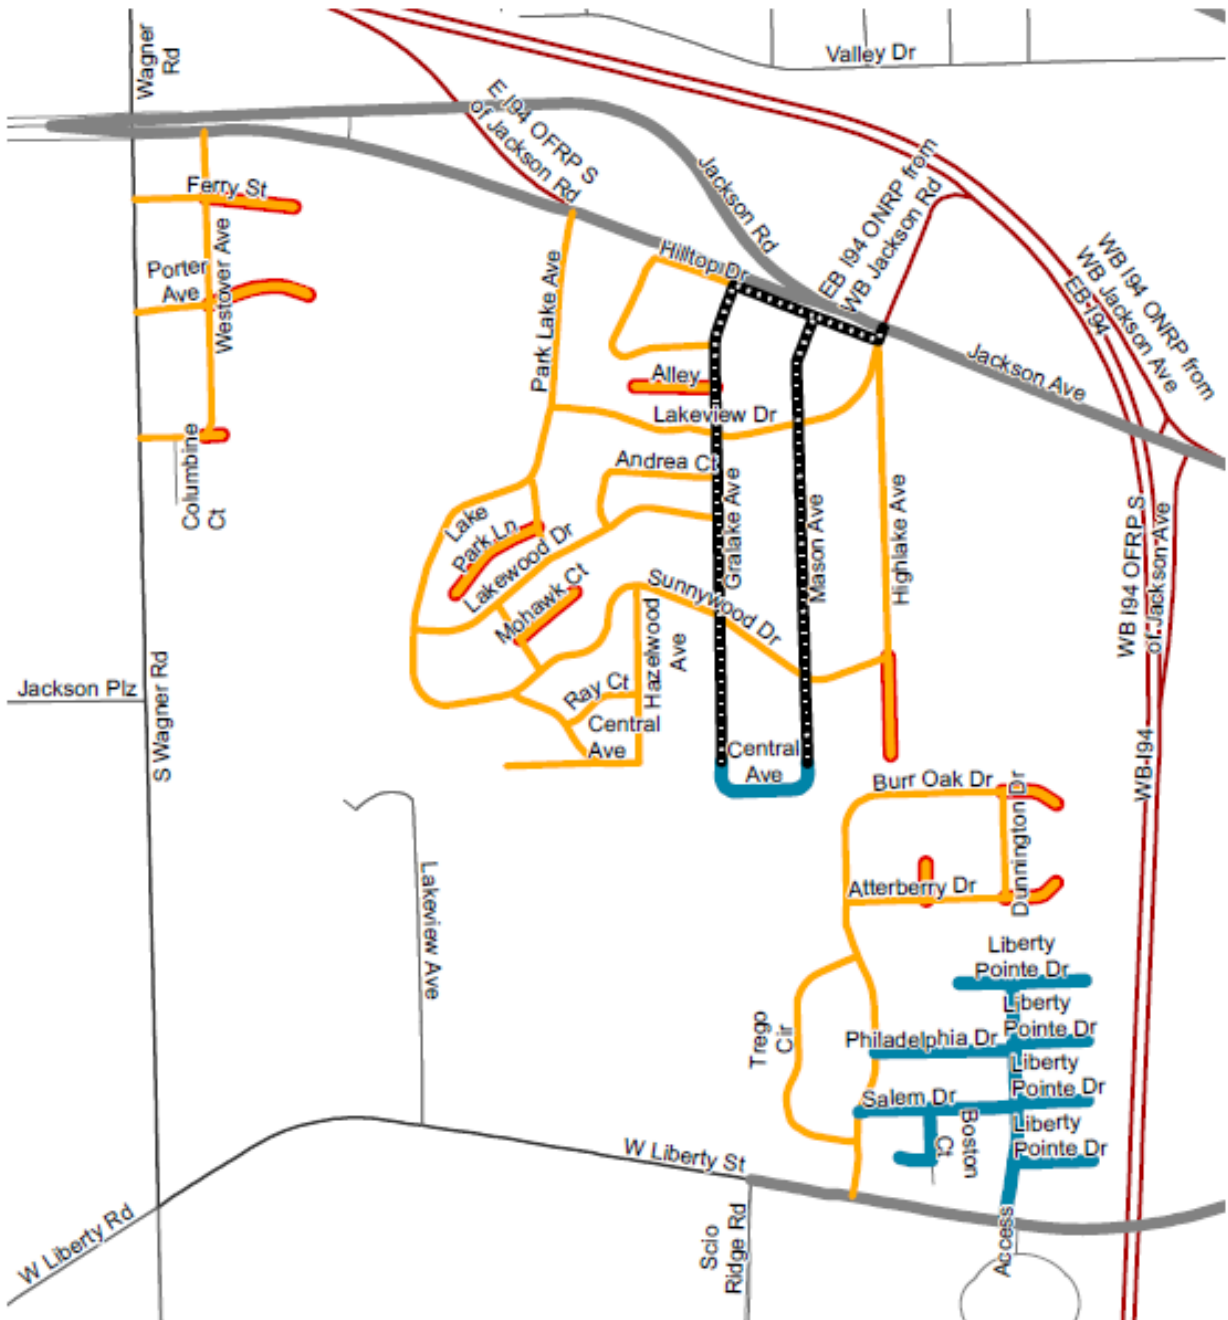 Wagner
Rd
Valley Dr
E I94 OFRP S
of Jackson Rd
Jackson Rd
EB I94 ONRP from
WB Jackson Rd
WB I94 ONRP from
WB Jackson Ave
EB-I94
Ferry St
Porter
Ave
Westover Ave
Hilltop Dr
Park Lake Ave
Jackson Ave
Alley
Lakeview Dr
Columbine
Ct
Andrea Ct
Lake
Park Ln
Lakewood Dr
Mohawk Ct
Gralake Ave
Mason Ave
Highlake Ave
WB I94 OFRP S
of Jackson Ave
Sunnywood Dr
Hazelwood
Ave
Ray Ct
Central
Ave
Central
Ave
Jackson Plz
S Wagner Rd
WB-I94
Burr Oak Dr
Dunnington Dr
Atterberry Dr
Lakeview Ave
Liberty
Pointe Dr
Liberty
Pointe Dr
Trego
Cir
Philadelphia Dr
Liberty
Pointe Dr
Salem Dr
Boston
Ct
Liberty
Pointe Dr
W Liberty St
W Liberty Rd
Scio
Ridge Rd
Access